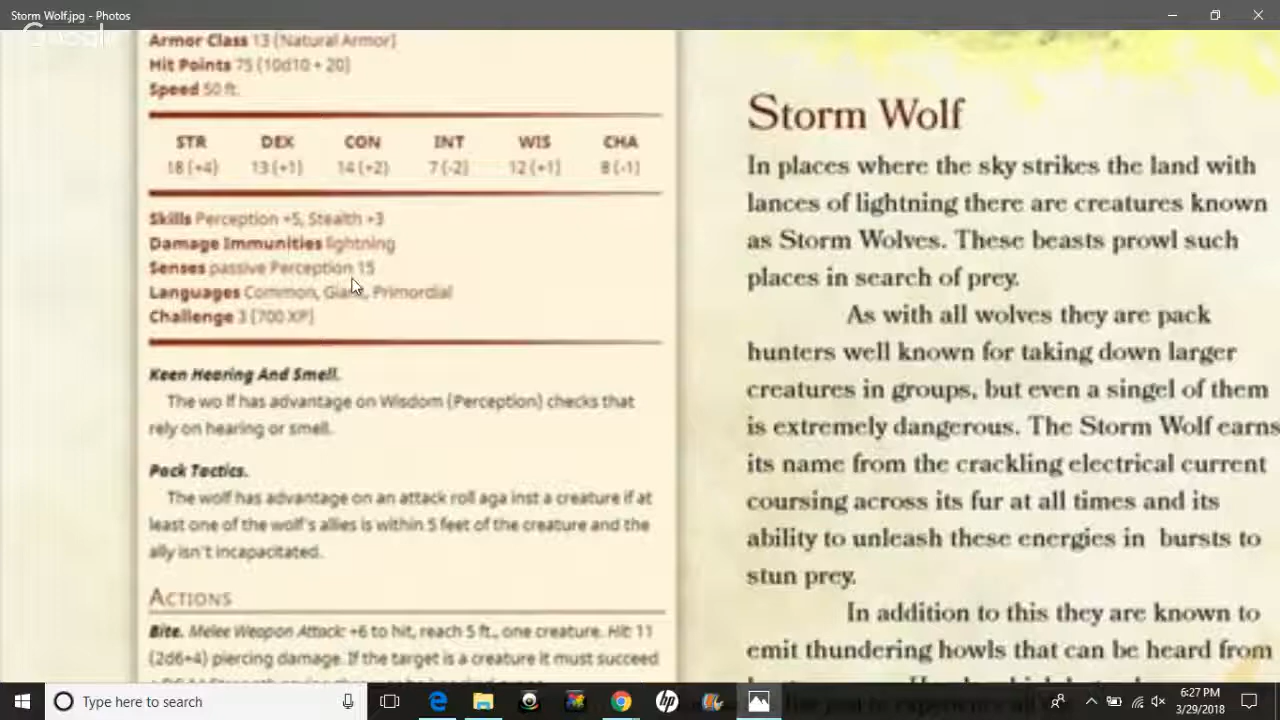 Storm Wolf.jpg - Photos
Armor Class 13 (Natural Armor)
Hit Points 75 (10d10 + 20)
Speed 50 ft.
STR DEX CON INT WIS CHA
18 (+4) 13 (+1) 14 (+2) 7 (-2) 12 (+1) 8 (-1)
Skills Perception +5, Stealth +3
Damage Immunities lightning
Senses passive Perception 15
Languages Common, Giant, Primordial
Challenge 3 (700 XP)
Keen Hearing And Smell.
The wo lf has advantage on Wisdom (Perception) checks that
rely on hearing or smell.
Pack Tactics.
The wolf has advantage on an attack roll aga inst a creature if at
least one of the wolf's allies is within 5 feet of the creature and the
ally isn't incapacitated.
ACTIONS
Bite. Melee Weapon Attack: +6 to hit, reach 5 ft., one creature. Hit: 11
(2d6+4) piercing damage. If the target is a creature it must succeed
Storm Wolf
In places where the sky strikes the land with
lances of lightning there are creatures known
as Storm Wolves. These beasts prowl such
places in search of prey.
As with all wolves they are pack
hunters well known for taking down larger
creatures in groups, but even a singel of them
is extremely dangerous. The Storm Wolf earns
its name from the crackling electrical current
coursing across its fur at all times and its
ability to unleash these energies in bursts to
stun prey.
In addition to this they are known to
emit thundering howls that can be heard from
Type here to search
6:27 PM
3/29/2018